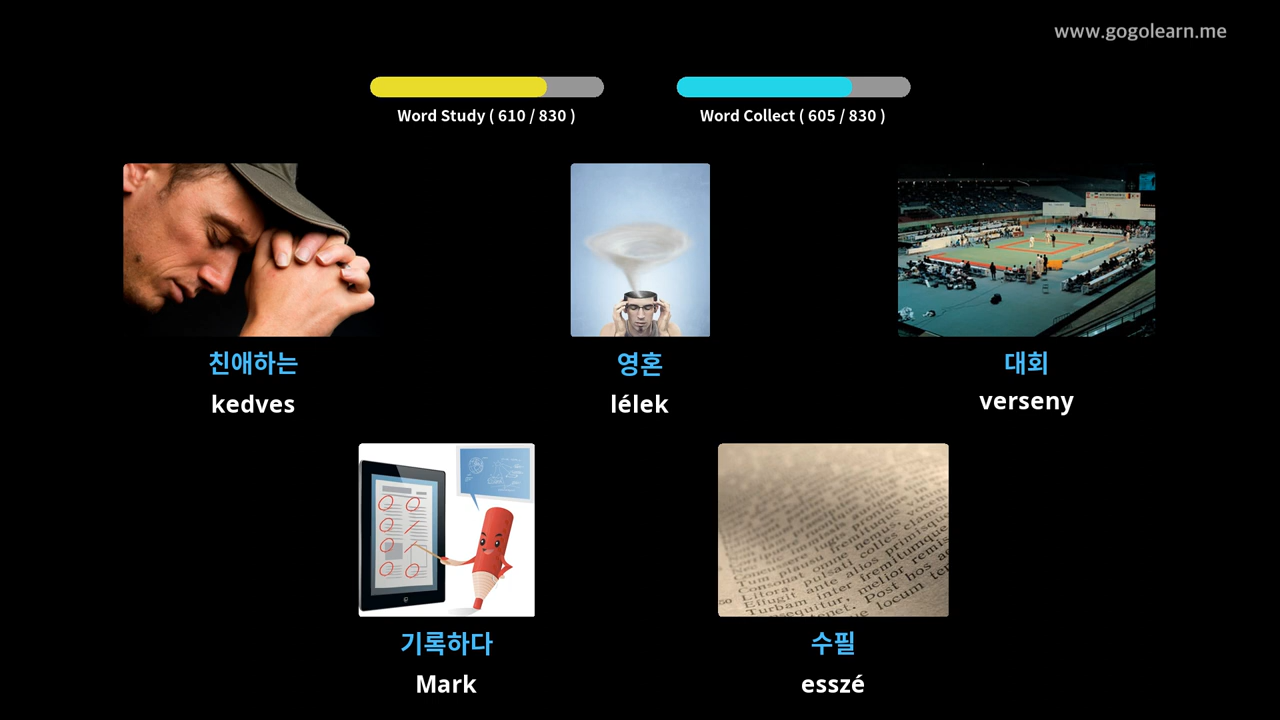 www.gogolearn.me
Word Study ( 610 / 830 )
Word Collect ( 605 / 830 )
친애하는
kedves
영혼
lélek
대회
verseny
기록하다
Mark
수필
esszé